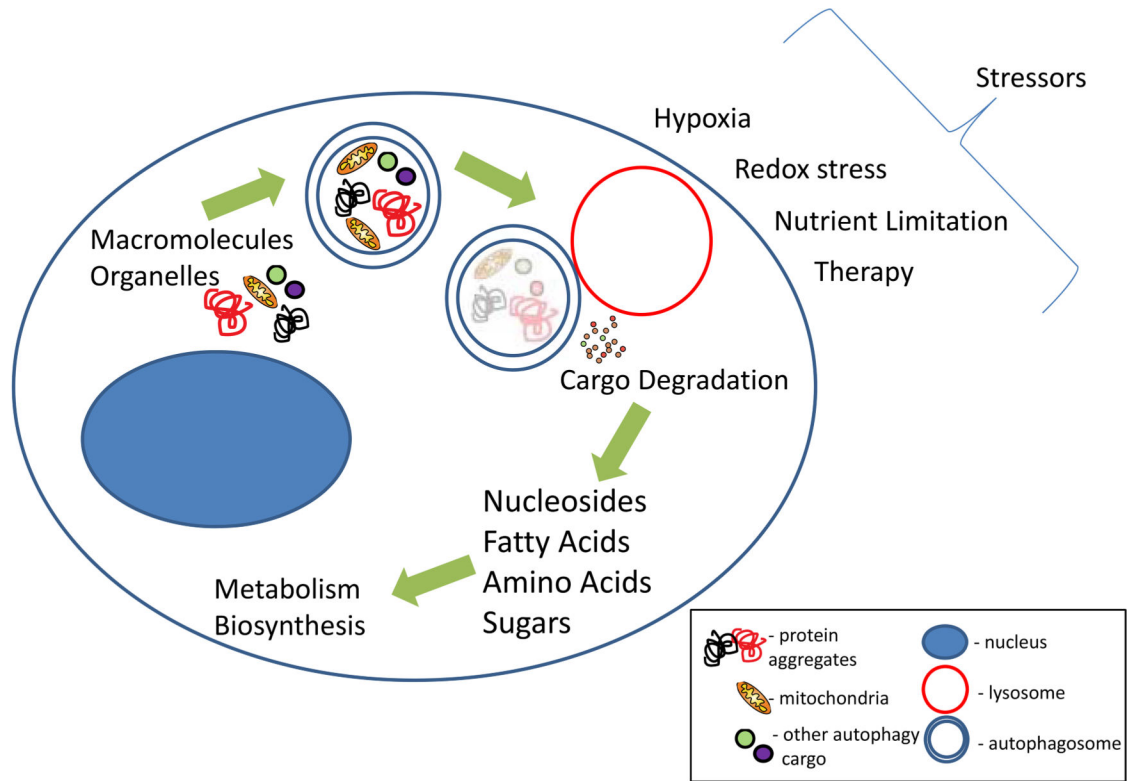 Stressors
Hypoxia
Redox stress
Nutrient Limitation
Therapy
Macromolecules
Organelles
Cargo Degradation
Nucleosides
Fatty Acids
Amino Acids
Sugars
Metabolism
Biosynthesis
- protein
aggregates
- mitochondria
- other autophagy
cargo
- nucleus
- lysosome
- autophagosome